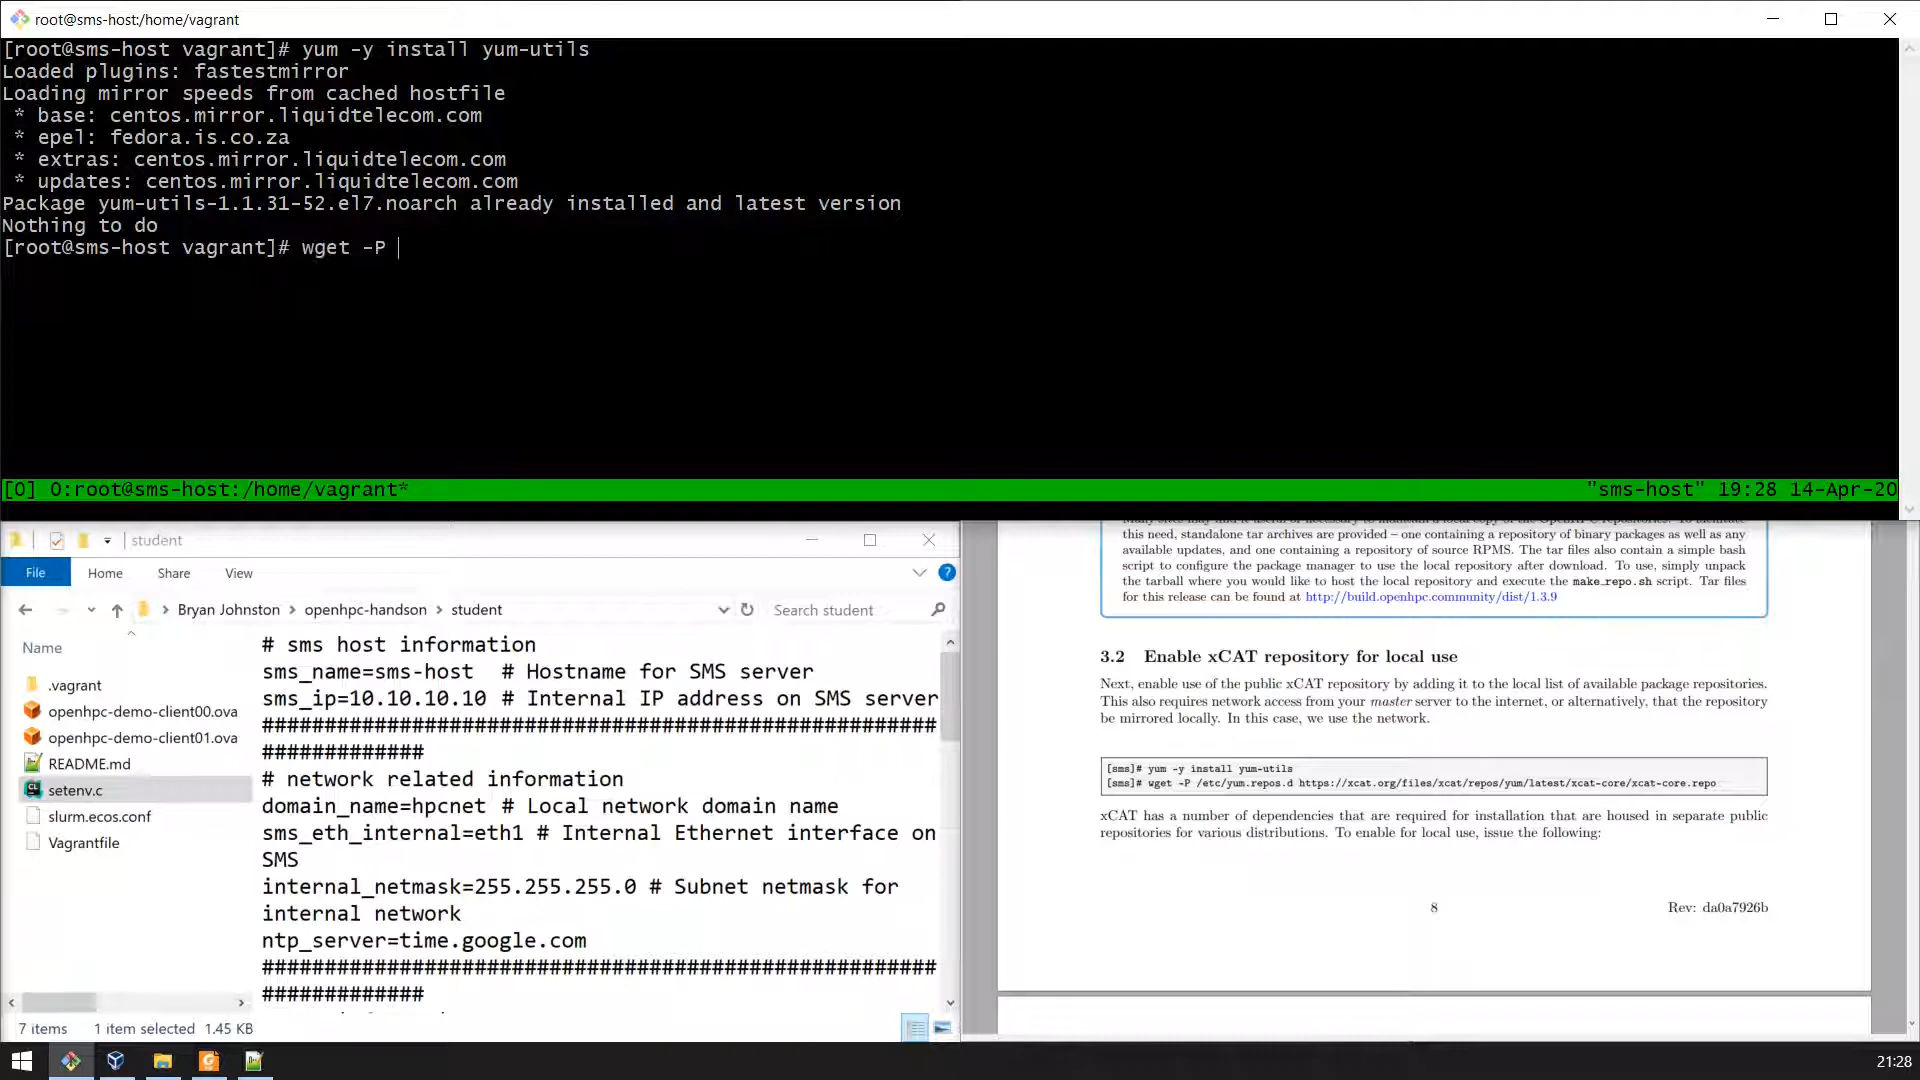 root@sms-host:/home/vagrant
[root@sms-host vagrant]# yum -y install yum-utils
Loaded plugins: fastestmirror
Loading mirror speeds from cached hostfile
 * base: centos.mirror.liquidtelecom.com
 * epel: fedora.is.co.za
 * extras: centos.mirror.liquidtelecom.com
 * updates: centos.mirror.liquidtelecom.com
Package yum-utils-1.1.31-52.el7.noarch already installed and latest version
Nothing to do
[root@sms-host vagrant]# wget -P
[0] 0:root@sms-host:/home/vagrant* "sms-host" 19:28 14-Apr-20
student
File Home Share View
Bryan Johnston > openhpc-handson > student Search student
Name
.vagrant
openhpc-demo-client00.ova
openhpc-demo-client01.ova
README.md
setenv.c
slurm.ecos.conf
Vagrantfile
# sms host information
sms_name=sms-host # Hostname for SMS server
sms_ip=10.10.10.10 # Internal IP address on SMS server
######################################################
#############
# network related information
domain_name=hpcnet # Local network domain name
sms_eth_internal=eth1 # Internal Ethernet interface on
SMS
internal_netmask=255.255.255.0 # Subnet netmask for
internal network
ntp_server=time.google.com
######################################################
#############
7 items 1 item selected 1.45 KB
this need, standalone tar archives are provided – one containing a repository of binary packages as well as any
available updates, and one containing a repository of source RPMS. The tar files also contain a simple bash
script to configure the package manager to use the local repository after download. To use, simply unpack
the tarball where you would like to host the local repository and execute the make_repo.sh script. Tar files
for this release can be found at http://build.openhpc.community/dist/1.3.9
3.2 Enable xCAT repository for local use
Next, enable use of the public xCAT repository by adding it to the local list of available package repositories.
This also requires network access from your master server to the internet, or alternatively, that the repository
be mirrored locally. In this case, we use the network.
[sms]# yum -y install yum-utils
[sms]# wget -P /etc/yum.repos.d https://xcat.org/files/xcat/repos/yum/latest/xcat-core/xcat-core.repo
xCAT has a number of dependencies that are required for installation that are housed in separate public
repositories for various distributions. To enable for local use, issue the following:
8
Rev: da0a7926b
21:28